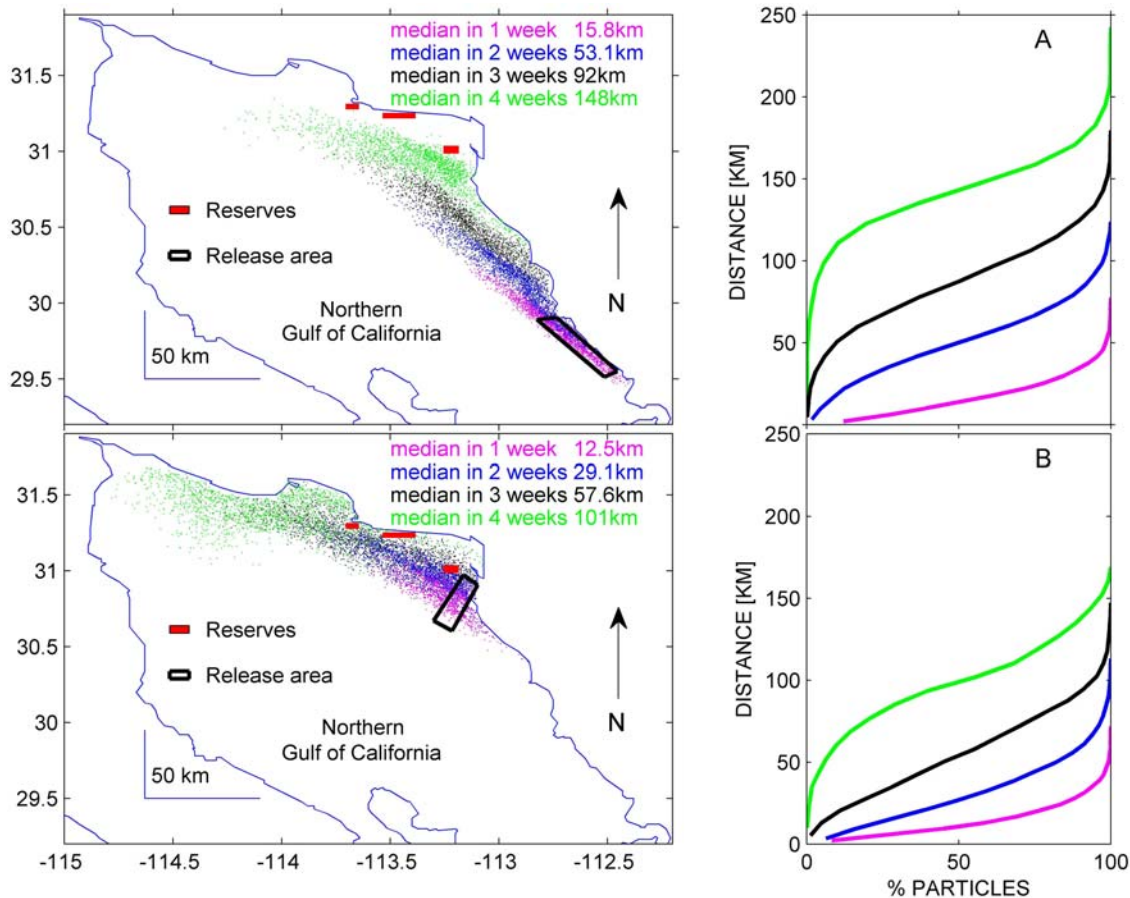 median in 1 week 15.8km
median in 2 weeks 53.1km
median in 3 weeks 92km
median in 4 weeks 148km
31.5
31
30.5
30
29.5
Reserves
Release area
N
Northern
Gulf of California
50 km
A
250
200
150
100
50
DISTANCE [KM]
median in 1 week 12.5km
median in 2 weeks 29.1km
median in 3 weeks 57.6km
median in 4 weeks 101km
31.5
31
30.5
30
29.5
Reserves
Release area
N
Northern
Gulf of California
50 km
-115
-114.5
-114
-113.5
-113
-112.5
B
250
200
150
100
50
0
DISTANCE [KM]
0
50
100
% PARTICLES